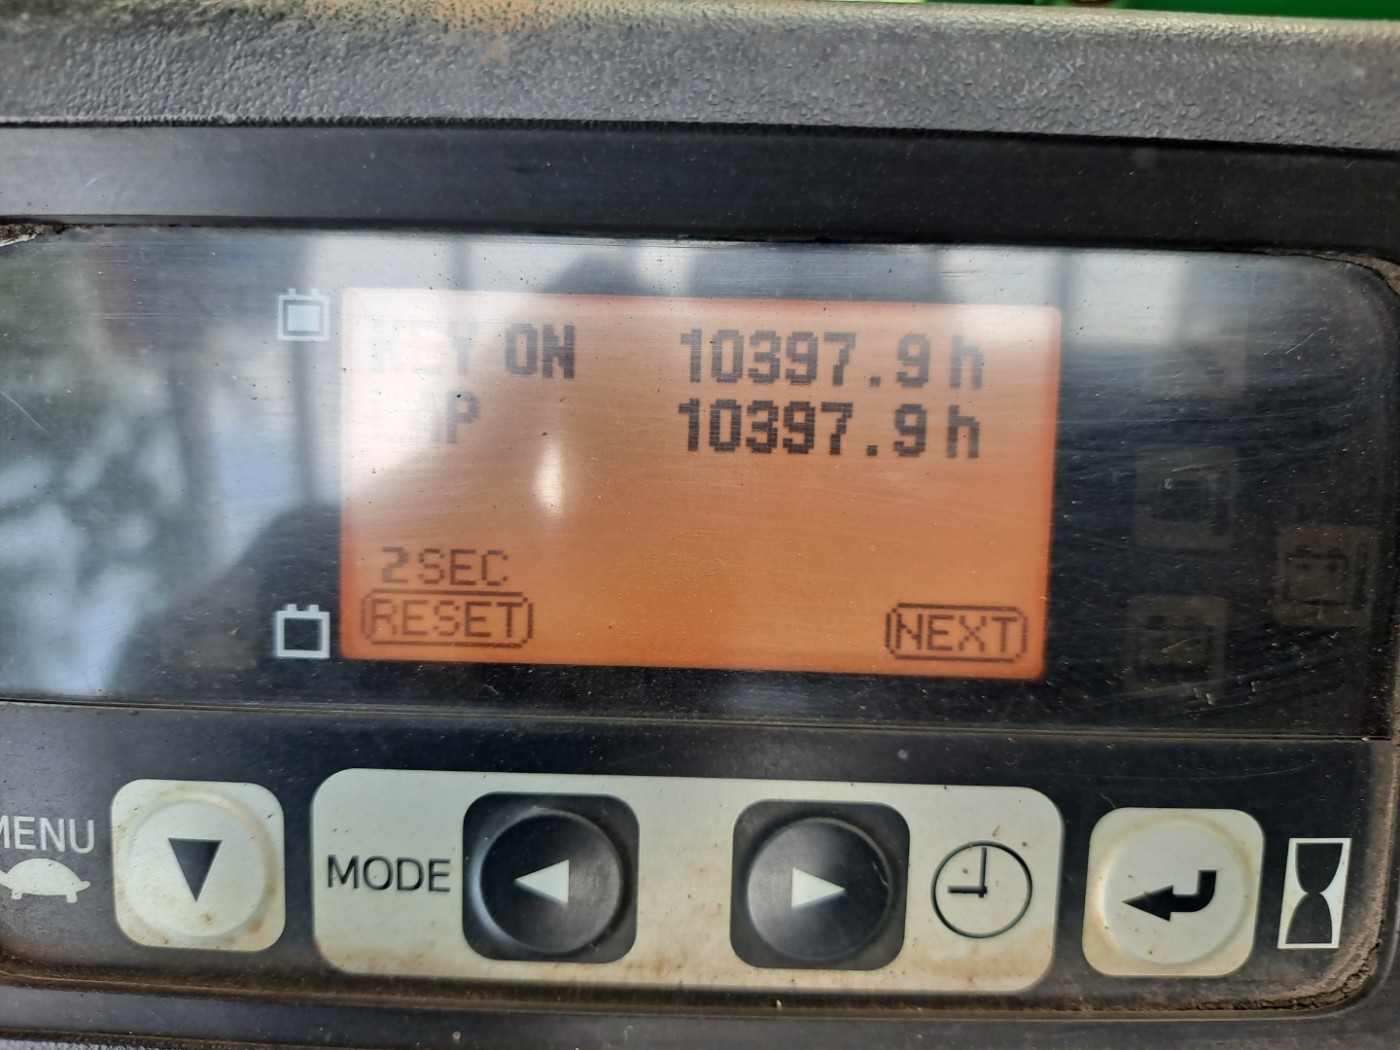 KEY ON 10397.9h
10397.9h
2SEC
RESET NEXT
MENU
MODE